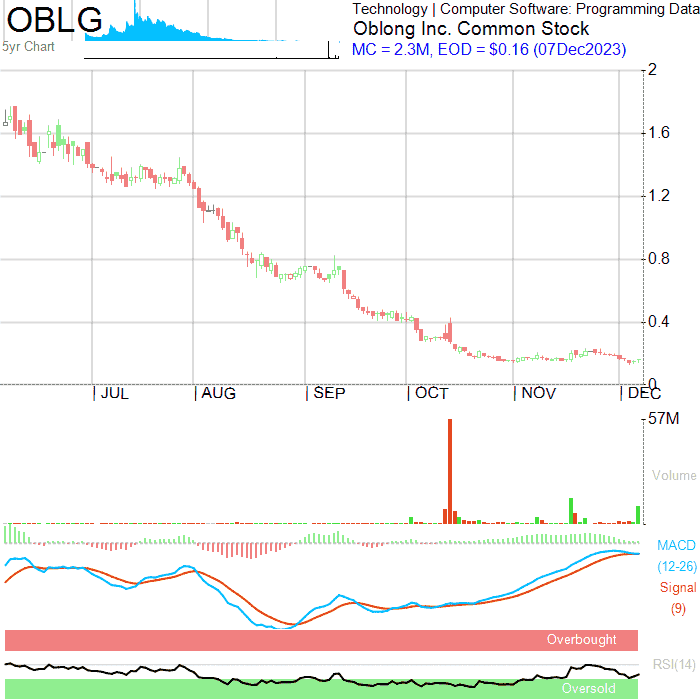 OBLG
5yr Chart
Technology | Computer Software: Programming Data
Oblong Inc. Common Stock
MC = 2.3M, EOD = $0.16 (07Dec2023)
2
1.6
1.2
0.8
0.4
0
JUL AUG SEP OCT NOV DEC
57M
Volume
MACD
(12-26)
Signal
(9)
Overbought
RSI(14)
Oversold